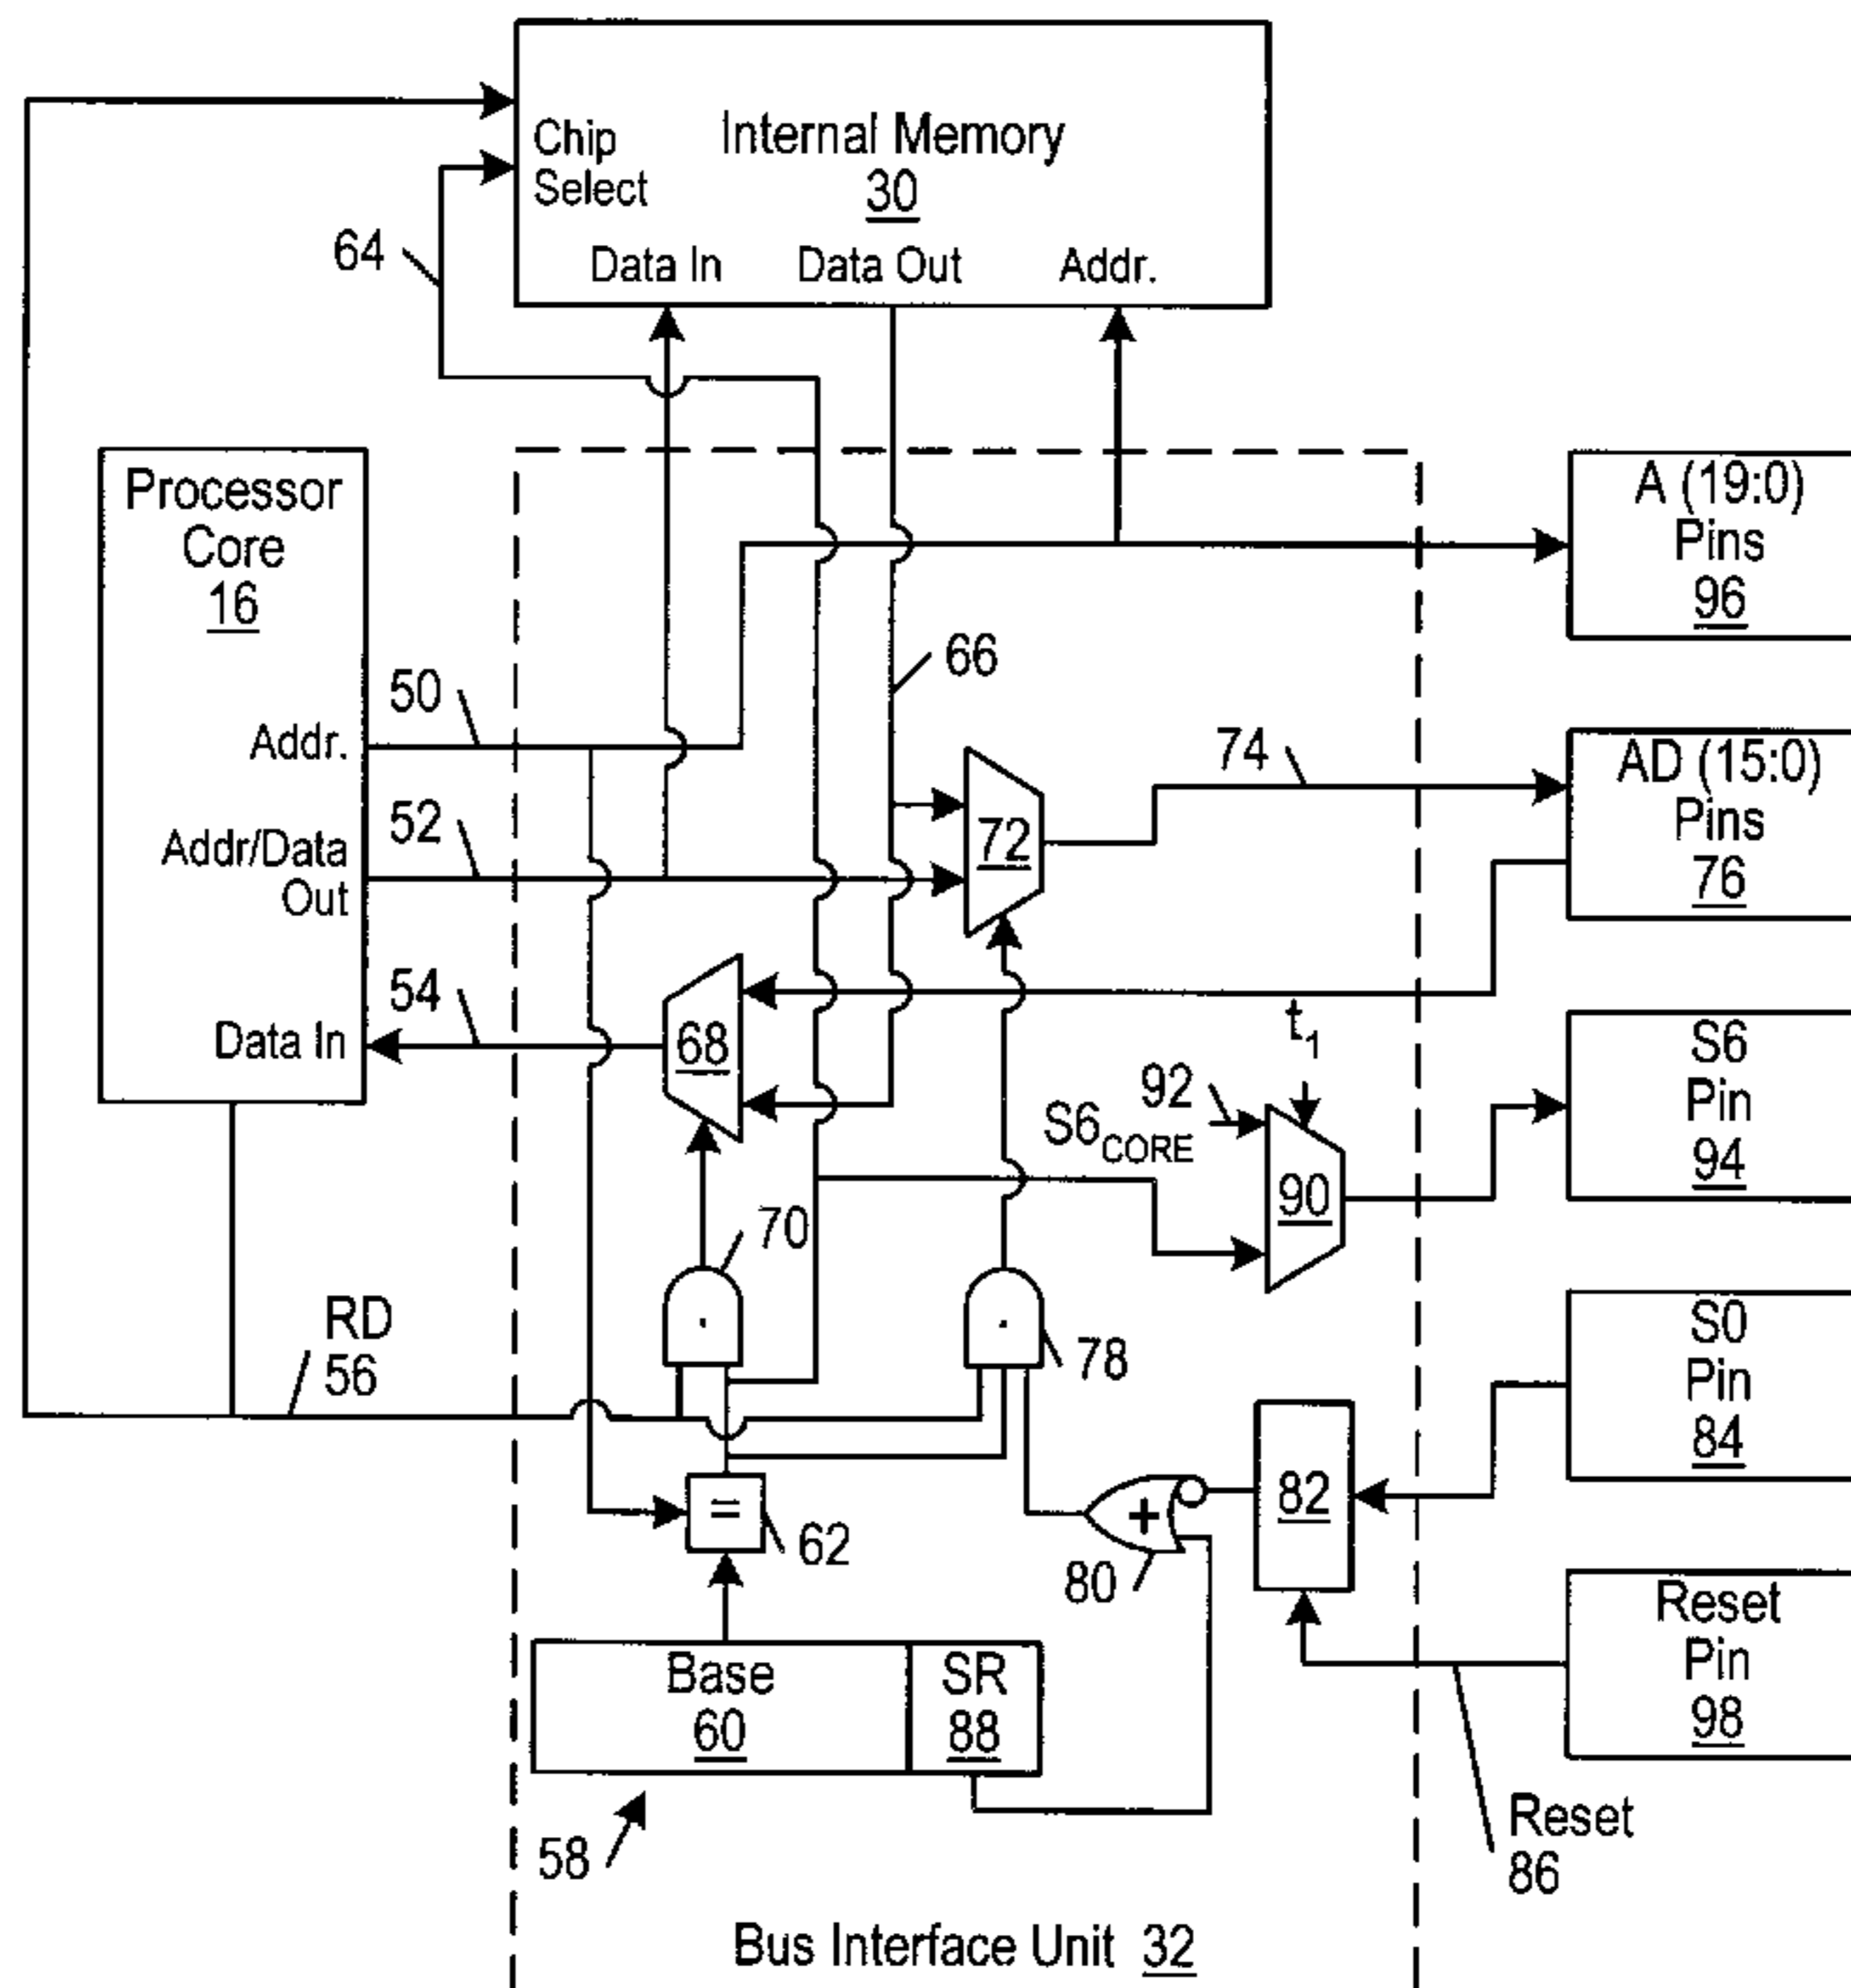 Internal Memory
30
Chip
Select
Data In
Data Out
Addr.
64
Processor
Core
16
A (19:0)
Pins
96
66
50
Addr.
74
AD (15:0)
Pins
76
52
Addr/Data
Out
72
54
Data In
68
t1
92
S6CORE
90
S6
Pin
94
70
RD
56
78
S0
Pin
84
=
62
+
80
82
Base
60
SR
88
Reset
Pin
98
58
Reset
86
Bus Interface Unit 32